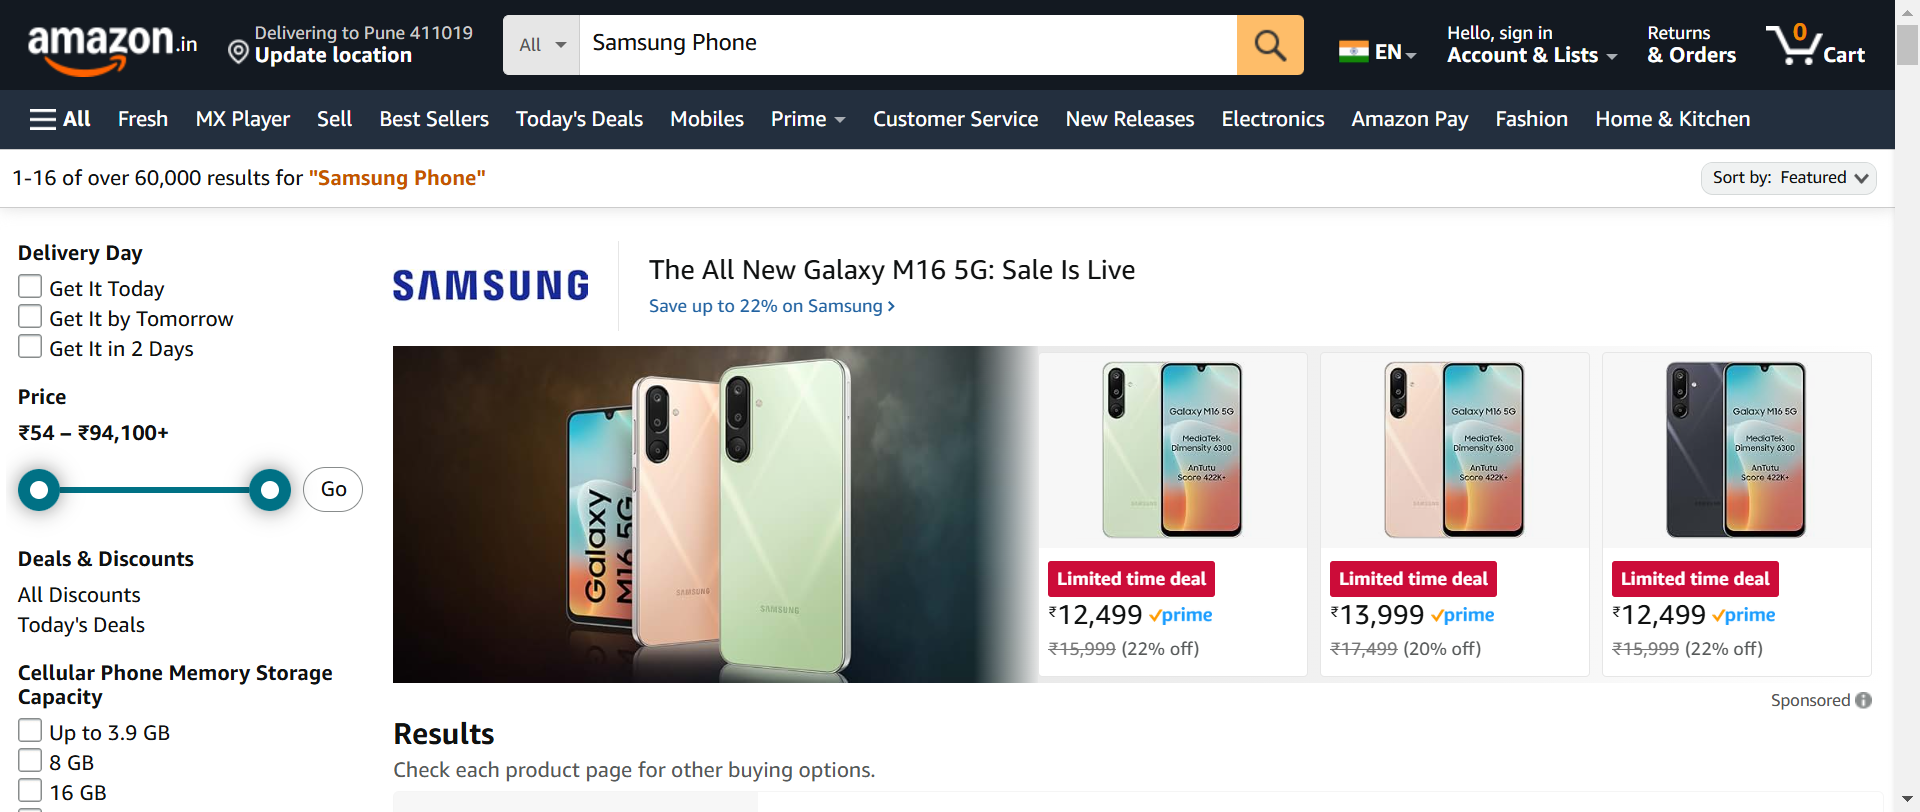 amazon.in
Delivering to Pune 411019
Update location
All
Samsung Phone
EN
Hello, sign in
Account & Lists
Returns
& Orders
0
Cart
All
Fresh
MX Player
Sell
Best Sellers
Today's Deals
Mobiles
Prime
Customer Service
New Releases
Electronics
Amazon Pay
Fashion
Home & Kitchen
1-16 of over 60,000 results for "Samsung Phone"
Sort by: Featured
Delivery Day
Get It Today
Get It by Tomorrow
Get It in 2 Days
Price
₹54 – ₹94,100+
Go
Deals & Discounts
All Discounts
Today's Deals
Cellular Phone Memory Storage
Capacity
Up to 3.9 GB
8 GB
16 GB
SAMSUNG
The All New Galaxy M16 5G: Sale Is Live
Save up to 22% on Samsung
Galaxy
M16 5G
SAMSUNG
SAMSUNG
SAMSUNG
Galaxy M16 5G
MediaTek
Dimensity 6300
AnTutu
Score 422K+
Limited time deal
₹12,499 prime
₹15,999 (22% off)
SAMSUNG
Galaxy M16 5G
MediaTek
Dimensity 6300
AnTutu
Score 422K+
Limited time deal
₹13,999 prime
₹17,499 (20% off)
SAMSUNG
Galaxy M16 5G
MediaTek
Dimensity 6300
AnTutu
Score 422K+
Limited time deal
₹12,499 prime
₹15,999 (22% off)
Sponsored
Results
Check each product page for other buying options.